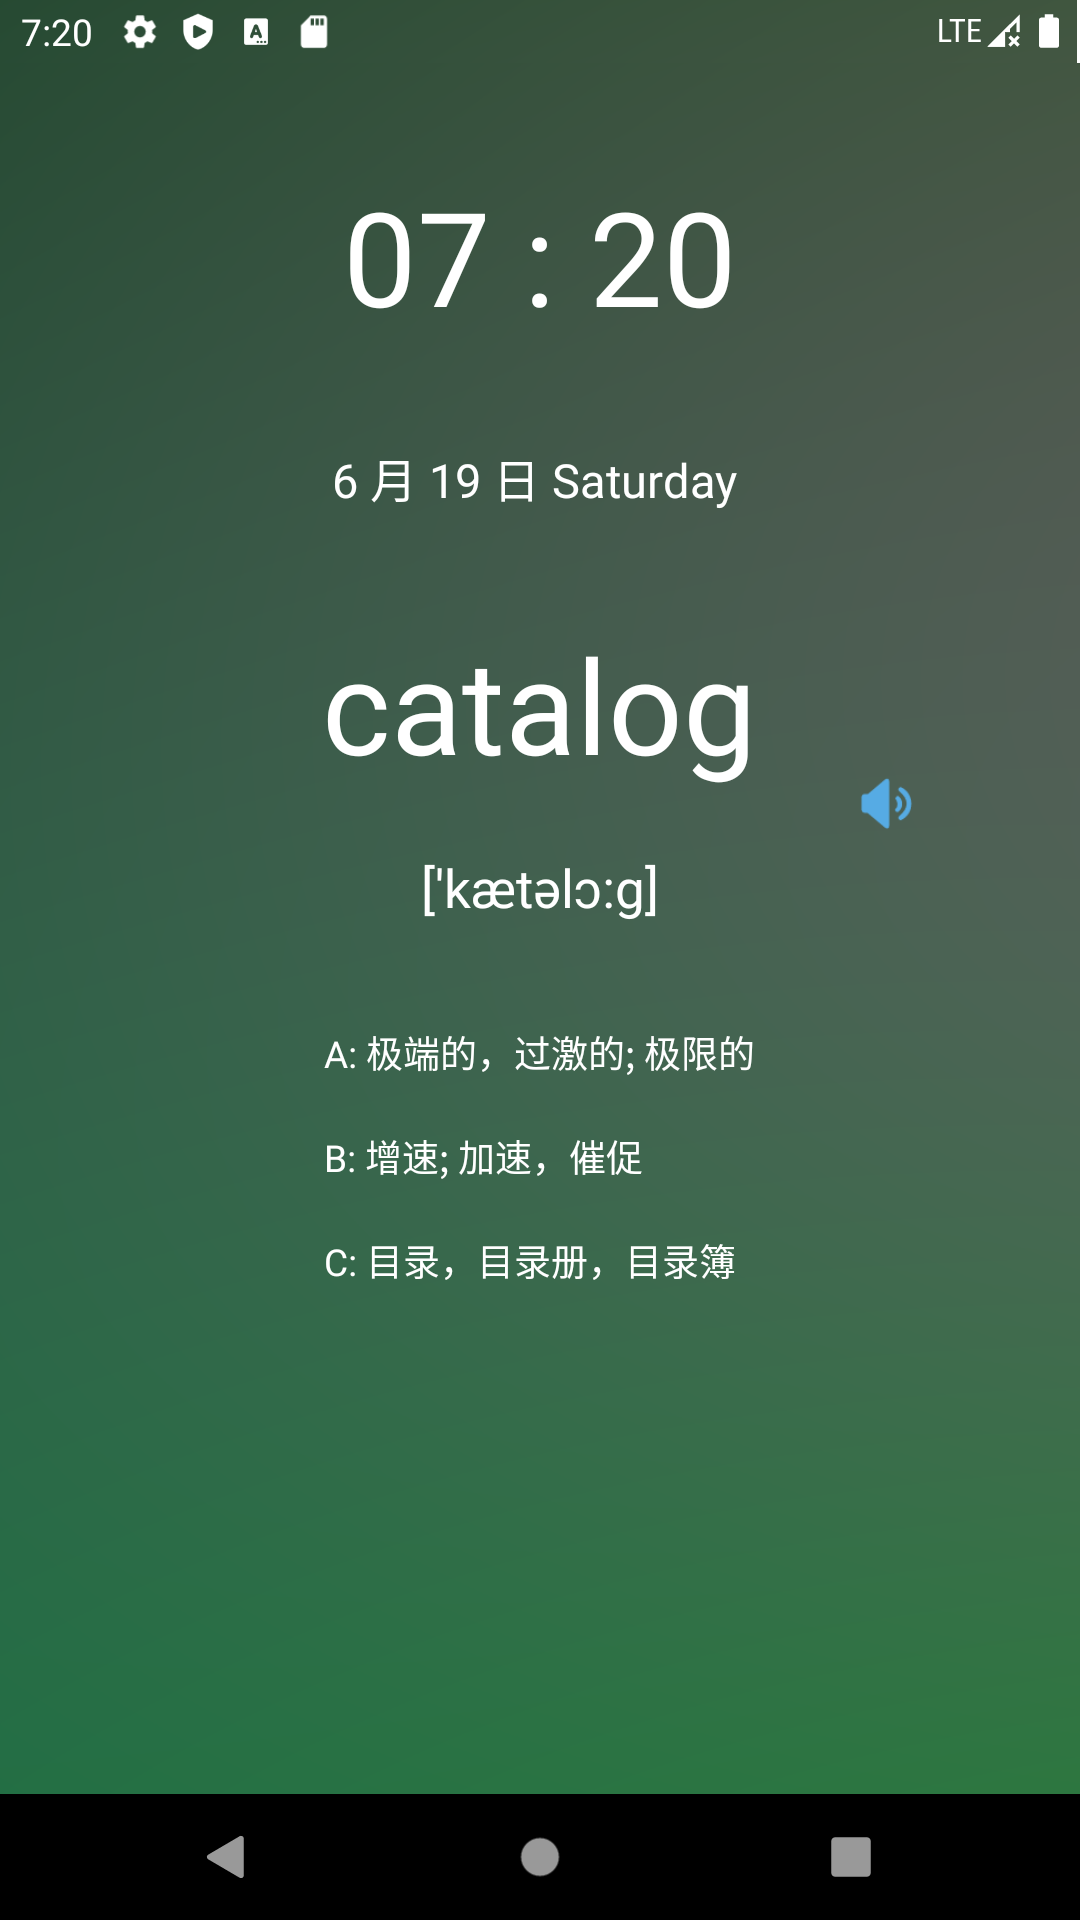 7:20 LTE
07 : 20
6 月 19 日 Saturday
catalog
['kætəlɔ:g]
A: 极端的，过激的; 极限的
B: 增速; 加速，催促
C: 目录，目录册，目录簿